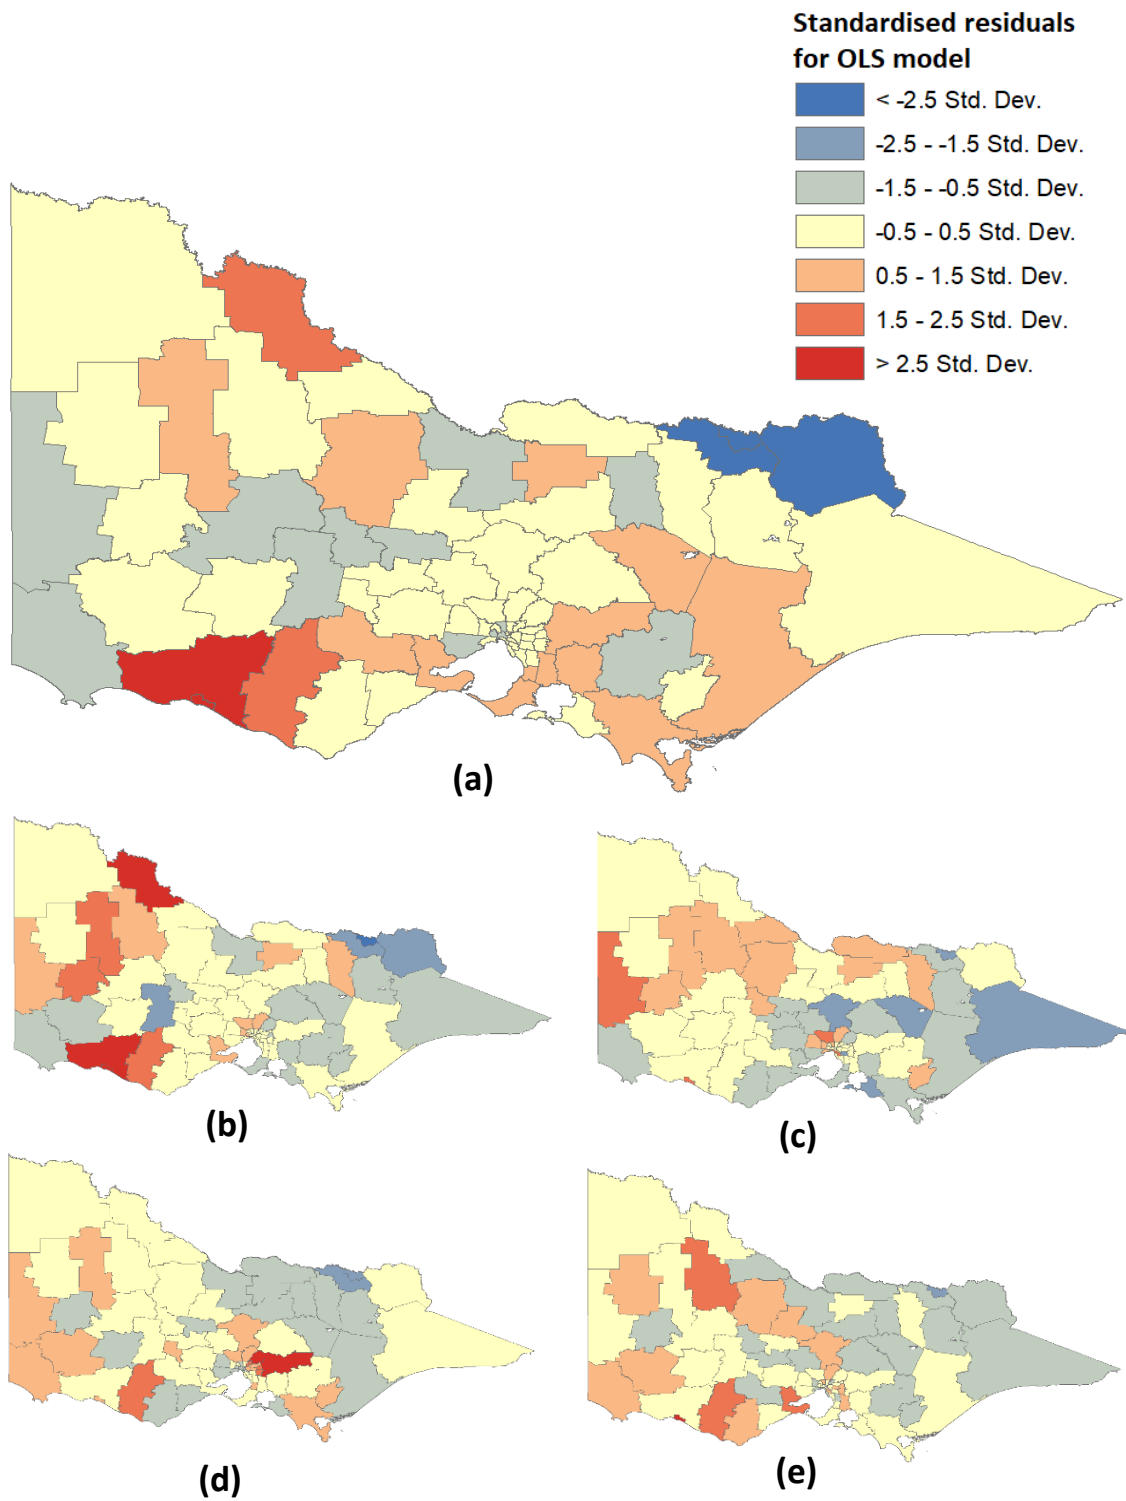 Standardised residuals
for OLS model
< -2.5 Std. Dev.
-2.5 - -1.5 Std. Dev.
-1.5 - -0.5 Std. Dev.
-0.5 - 0.5 Std. Dev.
0.5 - 1.5 Std. Dev.
1.5 - 2.5 Std. Dev.
> 2.5 Std. Dev.
(a)
(b)
(c)
(d)
(e)